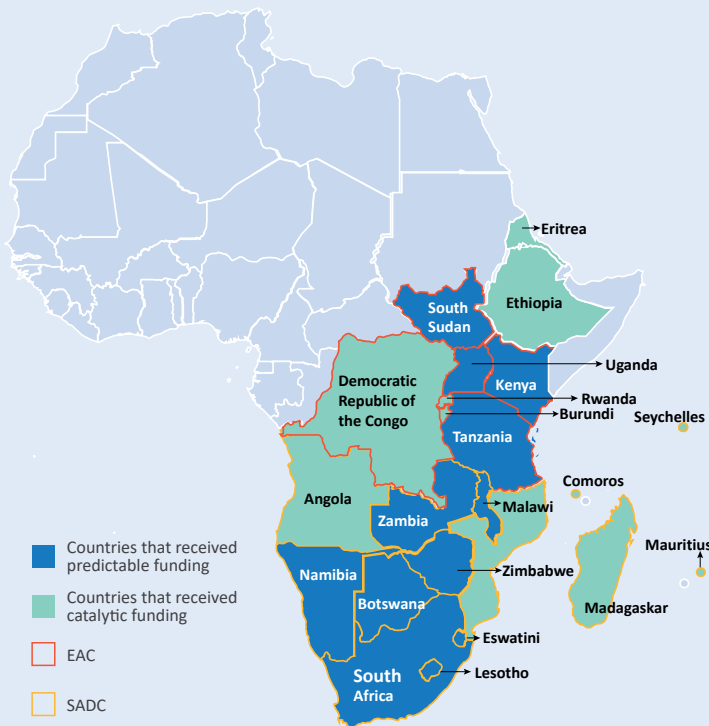 Eritrea
Ethiopia
South
Sudan
Uganda
Kenya
Democratic
Republic of
the Congo
Rwanda
Burundi
Seychelles
Tanzania
Comoros
Angola
Malawi
Zambia
Mauritius
Countries that received
predictable funding
Namibia
Zimbabwe
Countries that received
catalytic funding
Botswana
Madagaskar
Eswatini
EAC
South
Africa
Lesotho
SADC